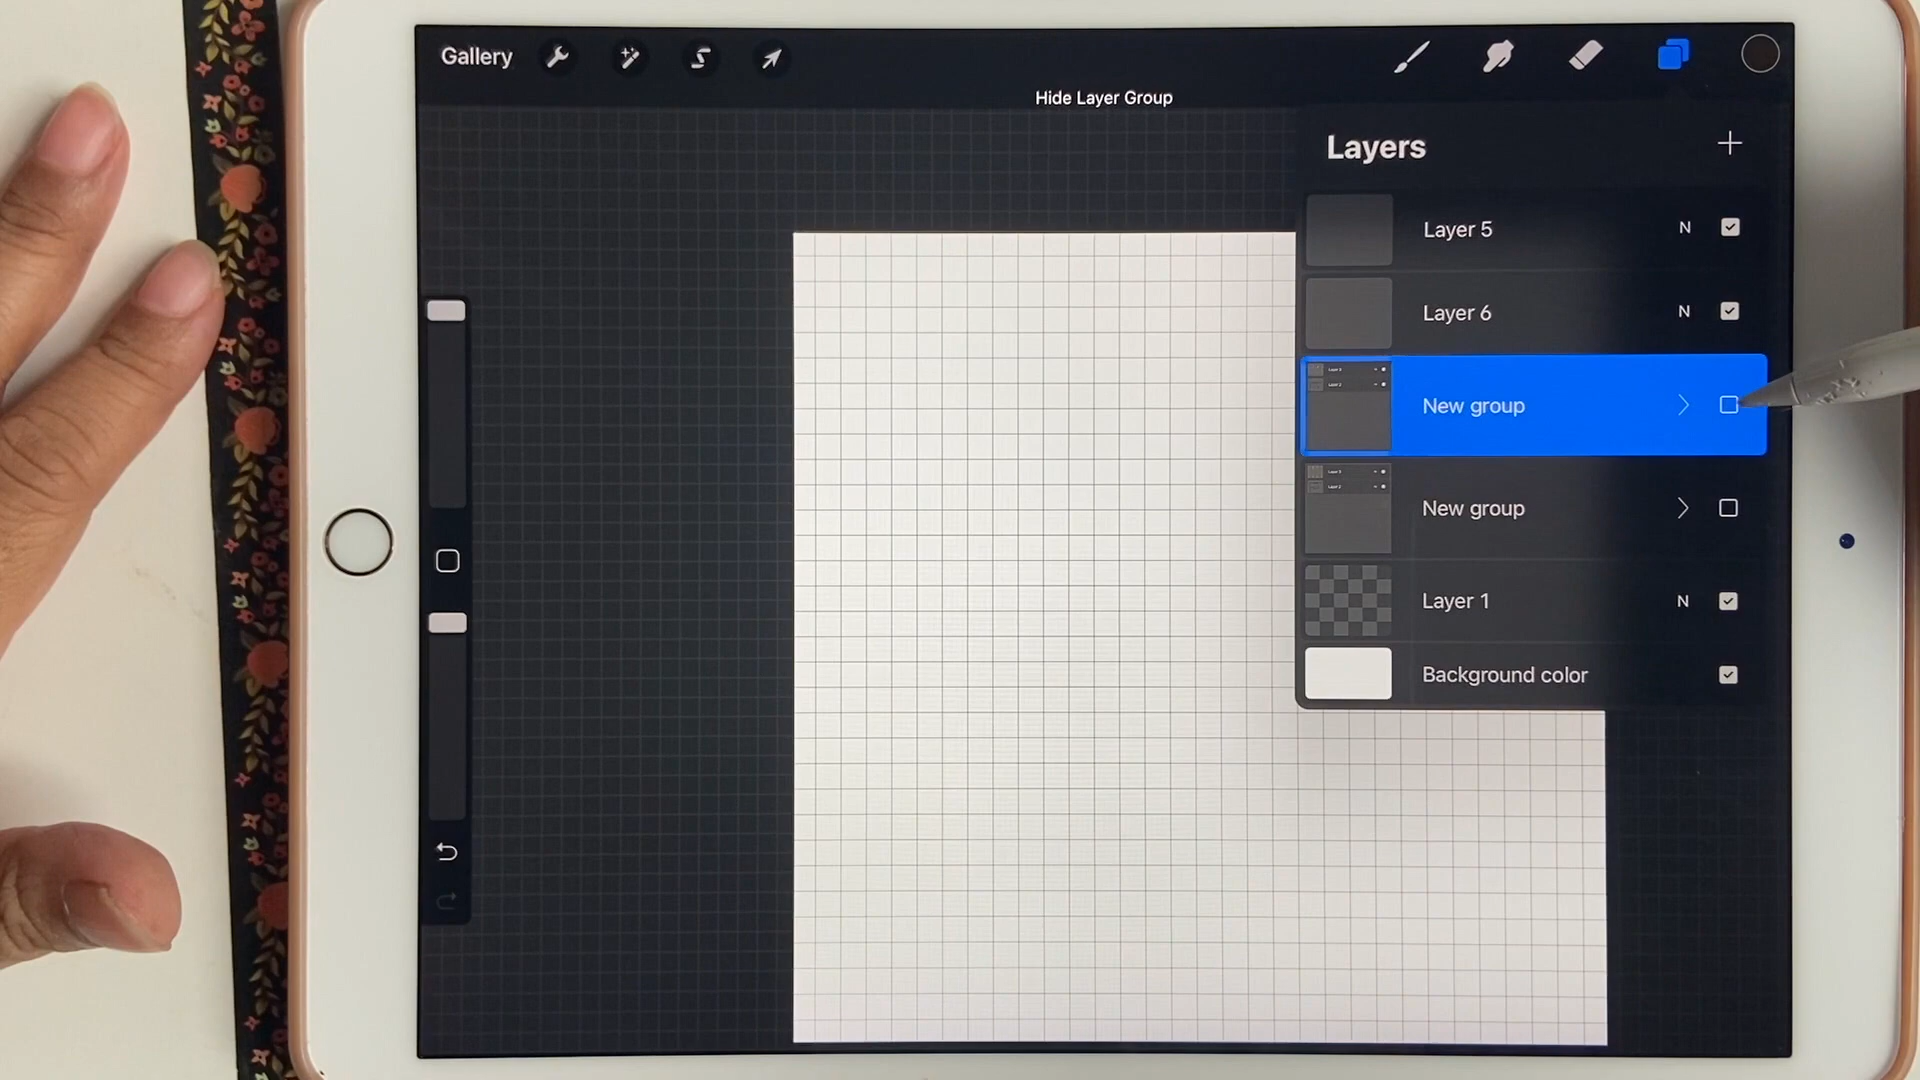 Gallery
Hide Layer Group
Layers
Layer 5 N
Layer 6 N
New group
New group
Layer 1 N
Background color